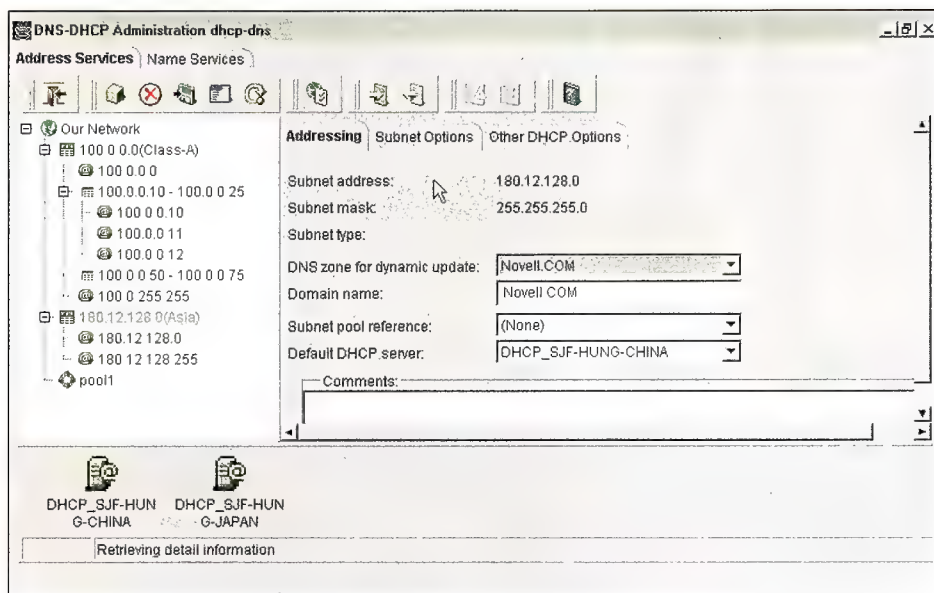 DNS-DHCP Administration dhcp-dns
Address Services Name Services
Our Network
100 0 0.0(Class-A)
100 0.0 0
100.0.0.10 - 100.0 0 25
100 0 0.10
100.0.0 11
100.0 0 12
100 0 0 50 - 100 0 0 75
100 0 255 255
180.12.128 0(Asia)
180.12 128.0
180 12 128 255
pool1
Addressing Subnet Options Other DHCP Options
Subnet address: 180.12.128.0
Subnet mask: 255.255.255.0
Subnet type:
DNS zone for dynamic update: Novell.COM
Domain name: Novell COM
Subnet pool reference: (None)
Default DHCP server: DHCP_SJF-HUNG-CHINA
Comments:
DHCP_SJF-HUN DHCP_SJF-HUN
G-CHINA G-JAPAN
Retrieving detail information